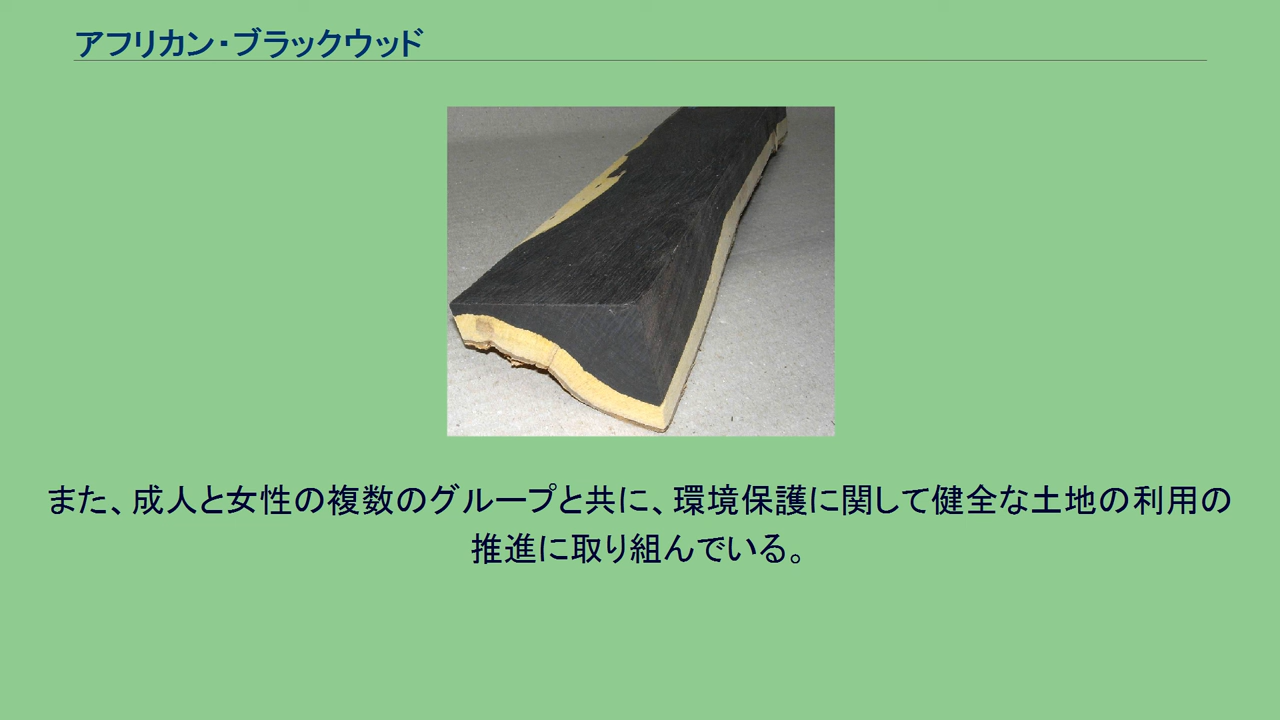 アフリカン・ブラックウッド
また、成人と女性の複数のグループと共に、環境保護に関して健全な土地の利用の
推進に取り組んでいる。